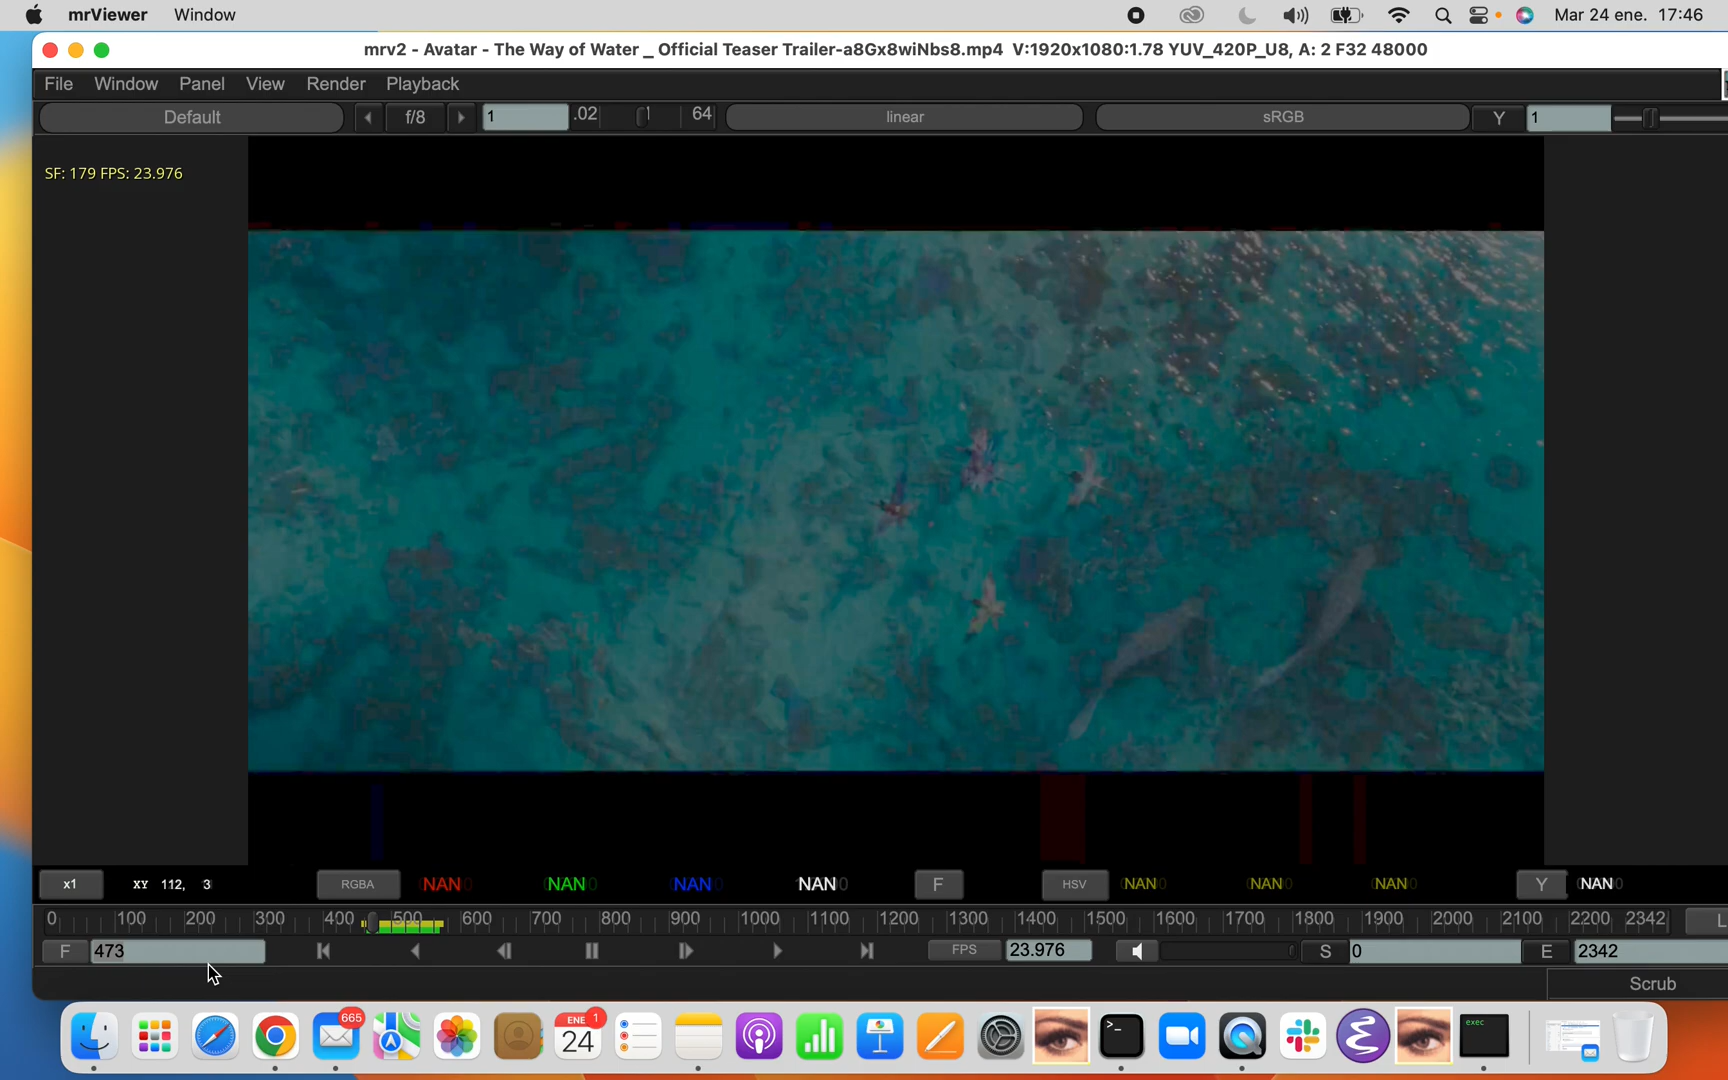 mrViewer Window Mar 24 ene. 17:46
mrv2 - Avatar - The Way of Water _ Official Teaser Trailer-a8Gx8wiNbs8.mp4 V:1920x1080:1.78 YUV_420P_U8, A: 2 F32 48000
File Window Panel View Render Playback
Default f/8 1 .02 1 64 linear sRGB Y 1
SF: 179 FPS: 23.976
x1 XY 112, 3 RGBA NAN NAN NAN NAN F HSV NAN NAN NAN Y NAN
0 100 200 300 400 500 600 700 800 900 1000 1100 1200 1300 1400 1500 1600 1700 1800 1900 2000 2100 2200 2342 L
F 473 FPS 23.976 S 0 E 2342
Scrub
665 ENE 1 24 >_ exec